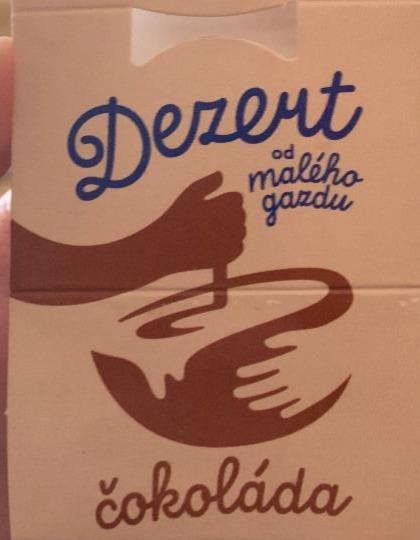 Dezert
od
malého
gazdu
čokoláda